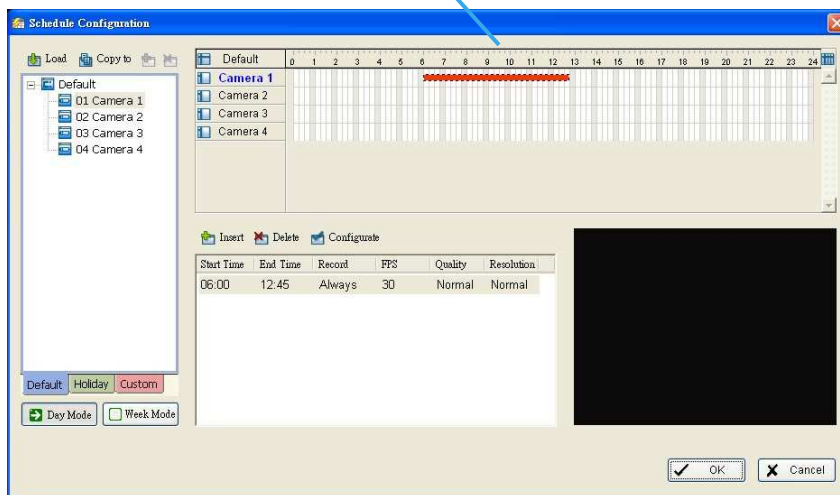 Schedule Configuration
Load Copy to
Default
01 Camera 1
02 Camera 2
03 Camera 3
04 Camera 4
Default Holiday Custom
Day Mode Week Mode
Default 0 1 2 3 4 5 6 7 8 9 10 11 12 13 14 15 16 17 18 19 20 21 22 23 24
Camera 1
Camera 2
Camera 3
Camera 4
Insert Delete Configurate
Start Time End Time Record FPS Quality Resolution
06:00 12:45 Always 30 Normal Normal
OK Cancel